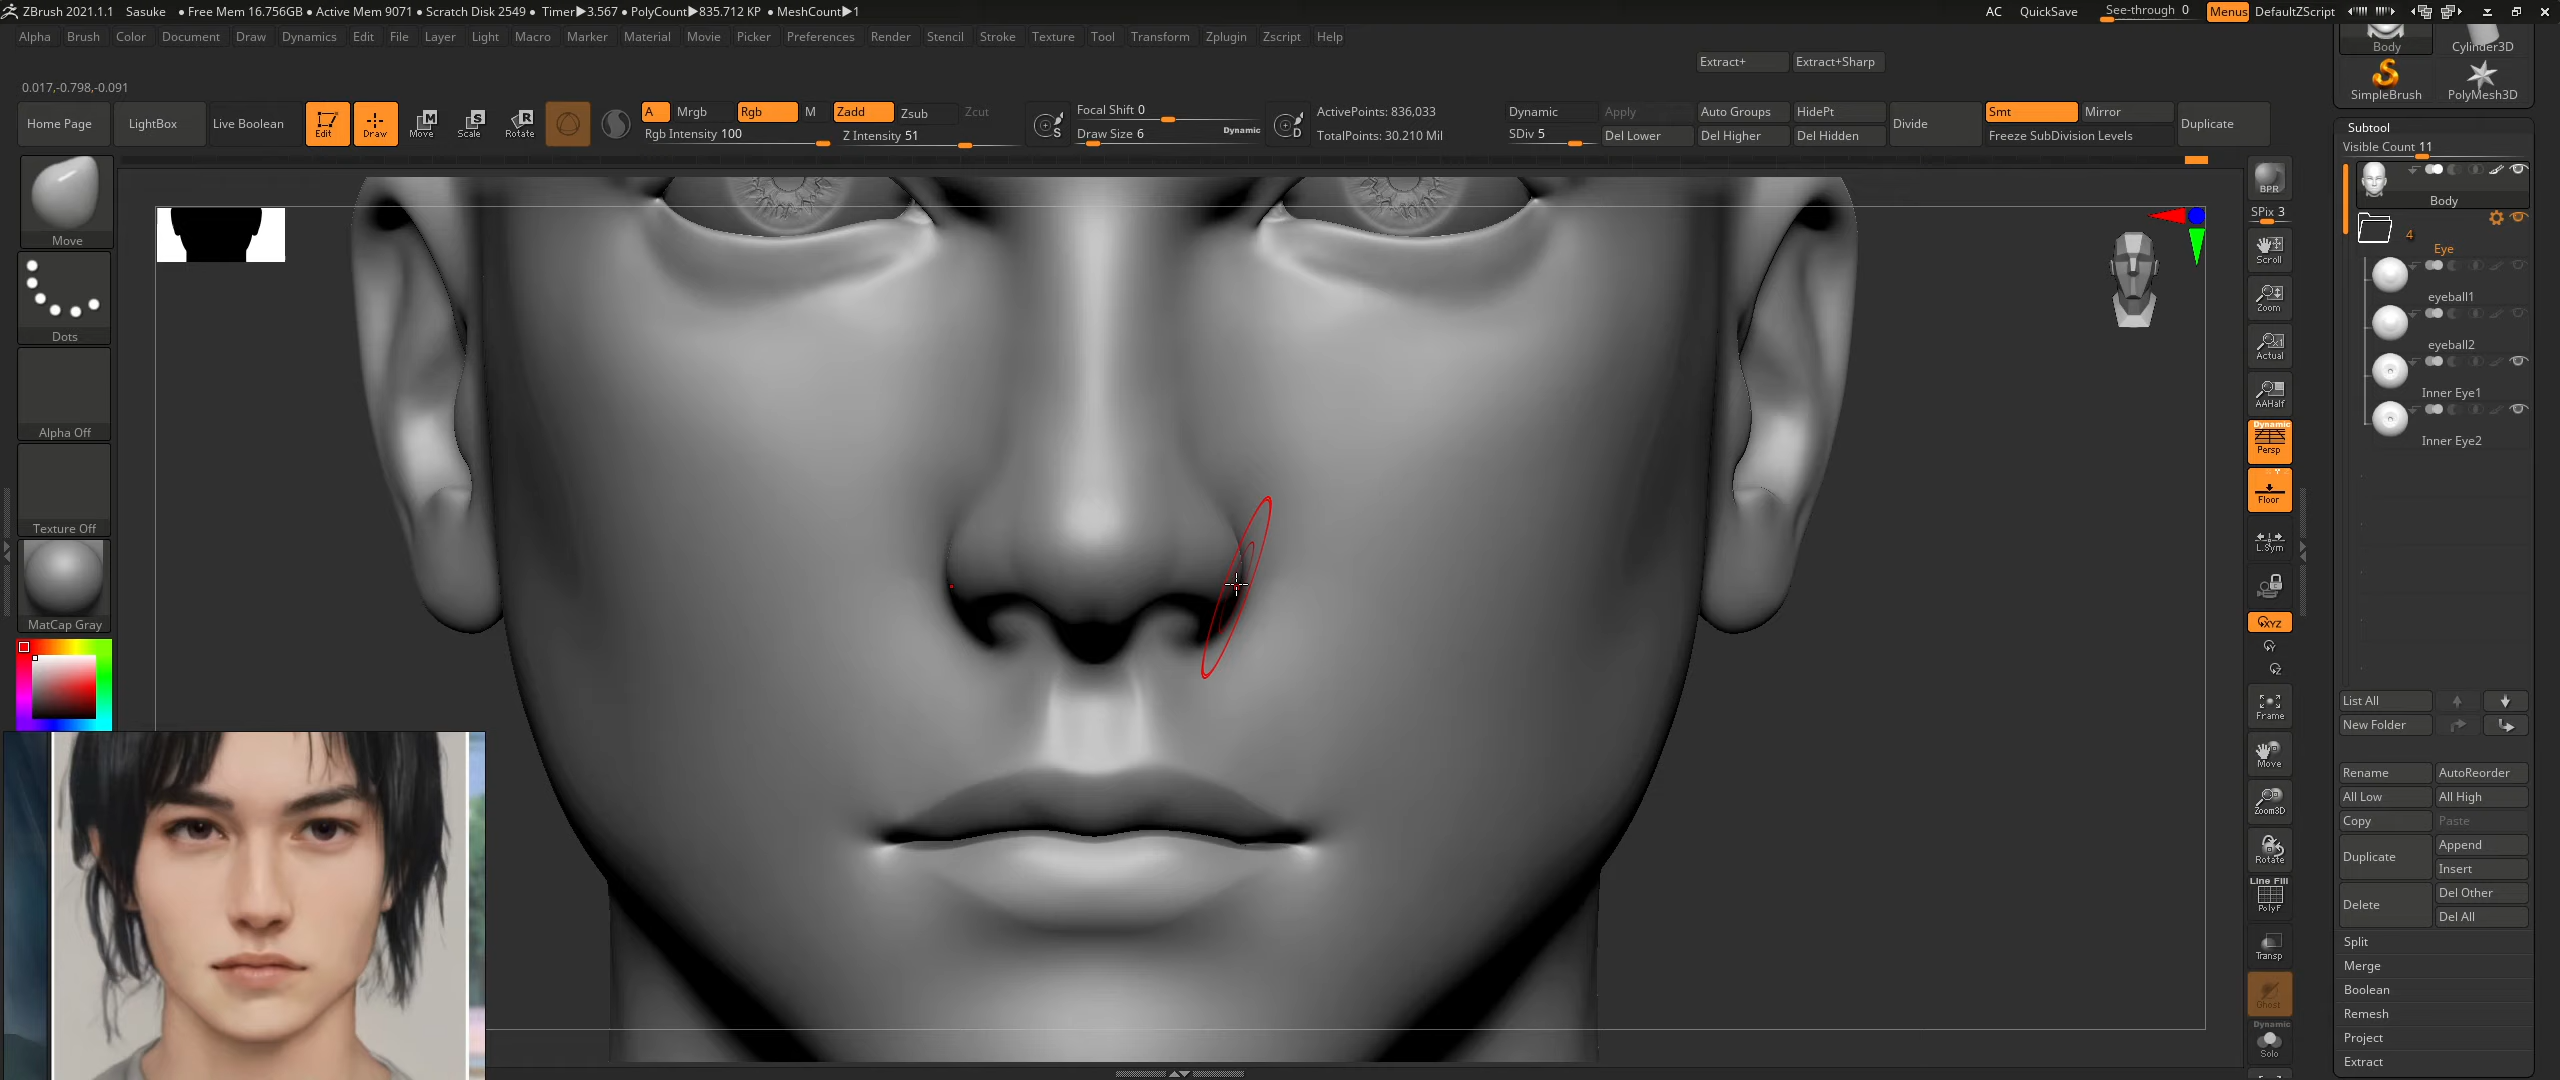 ZBrush 2021.1.1 Sasuke ● Free Mem 16.756GB ● Active Mem 9071 ● Scratch Disk 2549 ● Timer▶3.567 ● PolyCount▶835.712 KP ● MeshCount▶1 AC QuickSave See-through 0 Menus DefaultZScript
Alpha Brush Color Document Draw Dynamics Edit File Layer Light Macro Marker Material Movie Picker Preferences Render Stencil Stroke Texture Tool Transform Zplugin Zscript Help
Body Cylinder3D
Extract+ Extract+Sharp
0.017,-0.798,-0.091
SimpleBrush PolyMesh3D
Home Page LightBox Live Boolean Edit Draw Move Scale Rotate
A Mrgb Rgb M Zadd Zsub Zcut
Rgb Intensity 100 Z Intensity 51
Focal Shift 0
Draw Size 6 Dynamic
ActivePoints: 836,033
TotalPoints: 30.210 Mil
Dynamic Apply Auto Groups HidePt
SDiv 5 Del Lower Del Higher Del Hidden
Divide
Smt Mirror
Freeze SubDivision Levels
Duplicate
Subtool
Visible Count 11
Body
4
Eye
eyeball1
eyeball2
Inner Eye1
Inner Eye2
Move
Dots
Alpha Off
Texture Off
MatCap Gray
BPR
SPix 3
Scroll
Zoom
Actual
AAHalf
Dynamic
Persp
Floor
L.Sym
XYZ
Y
Z
Frame
Move
Zoom3D
Rotate
Line Fill
PolyF
Transp
Ghost
Dynamic
Solo
List All
New Folder
Rename AutoReorder
All Low All High
Copy Paste
Duplicate Append
Insert
Delete Del Other
Del All
Split
Merge
Boolean
Remesh
Project
Extract